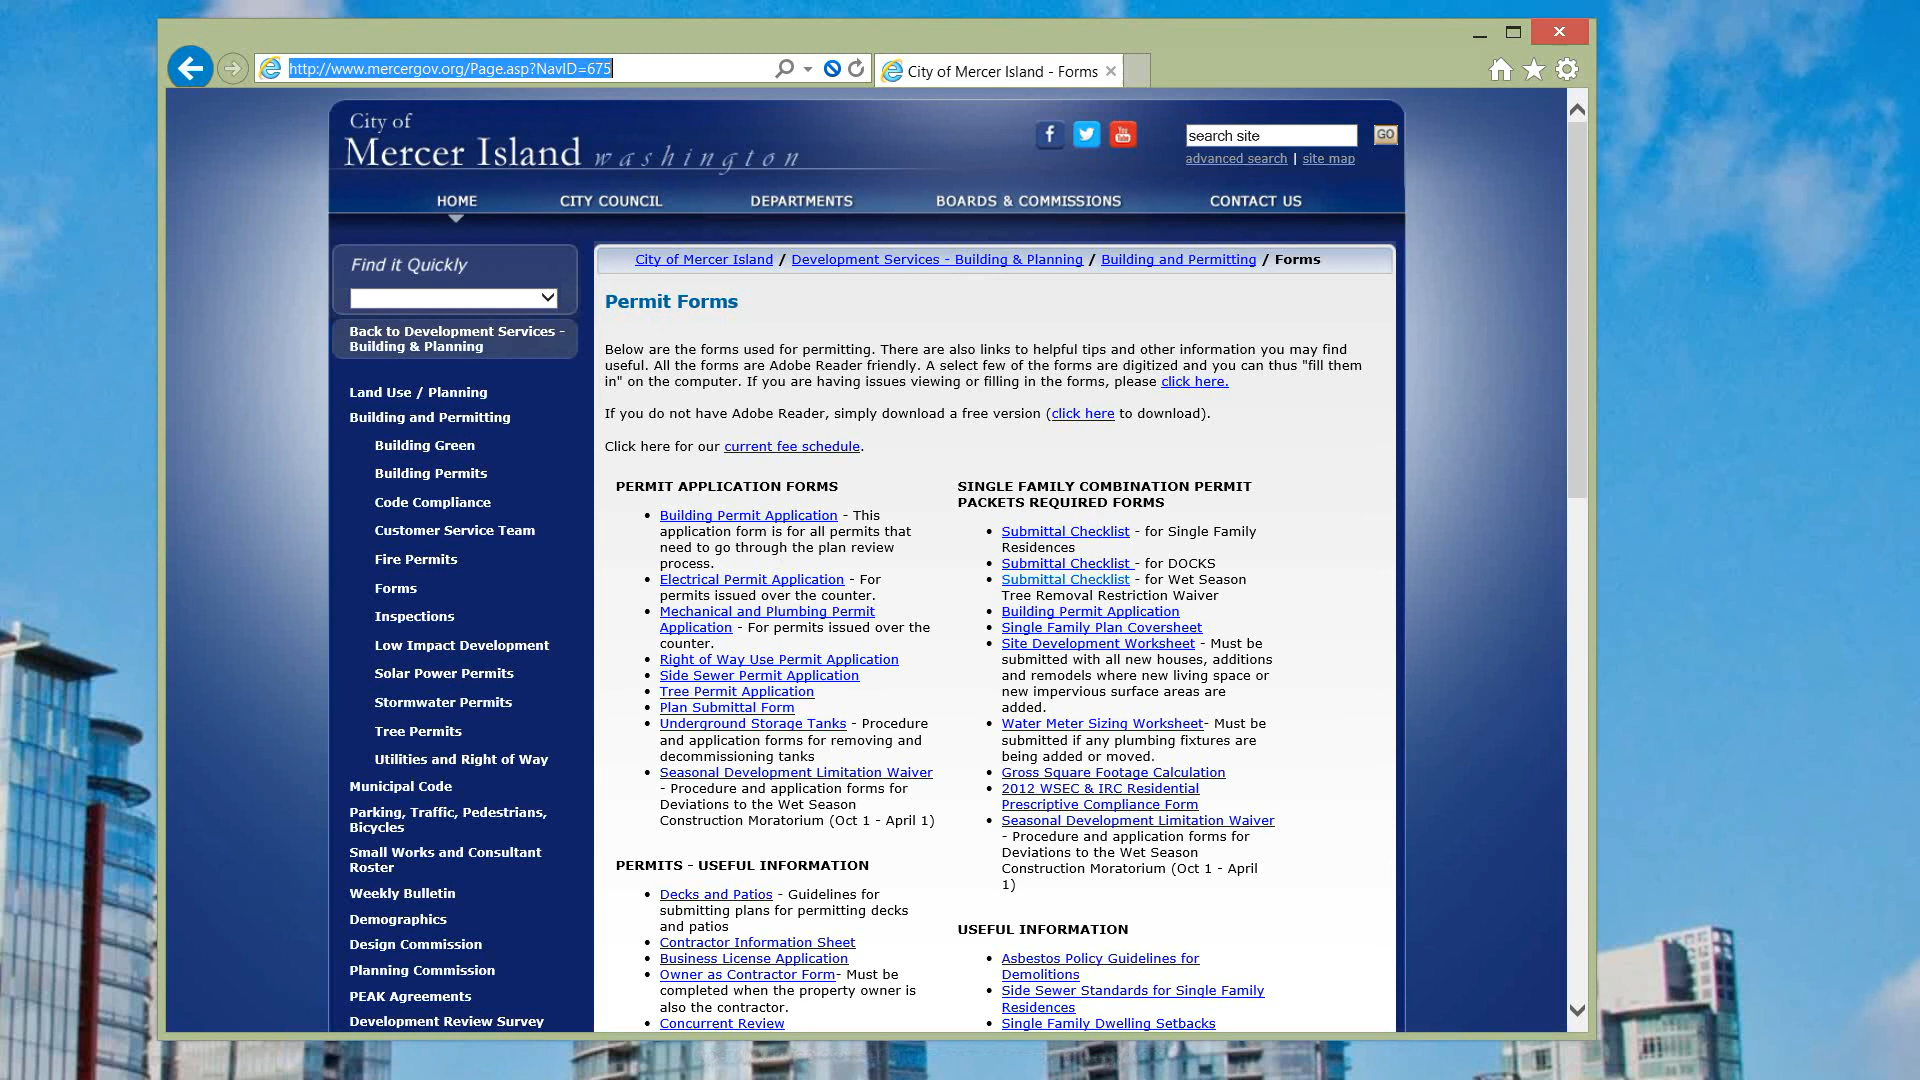 http://www.mercergov.org/Page.asp?NavID=675
City of Mercer Island - Forms
City of
Mercer Island washington
search site
GO
advanced search | site map
HOME
CITY COUNCIL
DEPARTMENTS
BOARDS & COMMISSIONS
CONTACT US
Find it Quickly
Back to Development Services -
Building & Planning
Land Use / Planning
Building and Permitting
Building Green
Building Permits
Code Compliance
Customer Service Team
Fire Permits
Forms
Inspections
Low Impact Development
Solar Power Permits
Stormwater Permits
Tree Permits
Utilities and Right of Way
Municipal Code
Parking, Traffic, Pedestrians,
Bicycles
Small Works and Consultant
Roster
Weekly Bulletin
Demographics
Design Commission
Planning Commission
PEAK Agreements
Development Review Survey
City of Mercer Island / Development Services - Building & Planning / Building and Permitting / Forms
Permit Forms
Below are the forms used for permitting. There are also links to helpful tips and other information you may find
useful. All the forms are Adobe Reader friendly. A select few of the forms are digitized and you can thus "fill them
in" on the computer. If you are having issues viewing or filling in the forms, please click here.
If you do not have Adobe Reader, simply download a free version (click here to download).
Click here for our current fee schedule.
PERMIT APPLICATION FORMS
• Building Permit Application - This
application form is for all permits that
need to go through the plan review
process.
• Electrical Permit Application - For
permits issued over the counter.
• Mechanical and Plumbing Permit
Application - For permits issued over the
counter.
• Right of Way Use Permit Application
• Side Sewer Permit Application
• Tree Permit Application
• Plan Submittal Form
• Underground Storage Tanks - Procedure
and application forms for removing and
decommissioning tanks
• Seasonal Development Limitation Waiver
- Procedure and application forms for
Deviations to the Wet Season
Construction Moratorium (Oct 1 - April 1)
PERMITS - USEFUL INFORMATION
• Decks and Patios - Guidelines for
submitting plans for permitting decks
and patios
• Contractor Information Sheet
• Business License Application
• Owner as Contractor Form- Must be
completed when the property owner is
also the contractor.
• Concurrent Review
SINGLE FAMILY COMBINATION PERMIT
PACKETS REQUIRED FORMS
• Submittal Checklist - for Single Family
Residences
• Submittal Checklist - for DOCKS
• Submittal Checklist - for Wet Season
Tree Removal Restriction Waiver
• Building Permit Application
• Single Family Plan Coversheet
• Site Development Worksheet - Must be
submitted with all new houses, additions
and remodels where new living space or
new impervious surface areas are
added.
• Water Meter Sizing Worksheet- Must be
submitted if any plumbing fixtures are
being added or moved.
• Gross Square Footage Calculation
• 2012 WSEC & IRC Residential
Prescriptive Compliance Form
• Seasonal Development Limitation Waiver
- Procedure and application forms for
Deviations to the Wet Season
Construction Moratorium (Oct 1 - April
1)
USEFUL INFORMATION
• Asbestos Policy Guidelines for
Demolitions
• Side Sewer Standards for Single Family
Residences
• Single Family Dwelling Setbacks